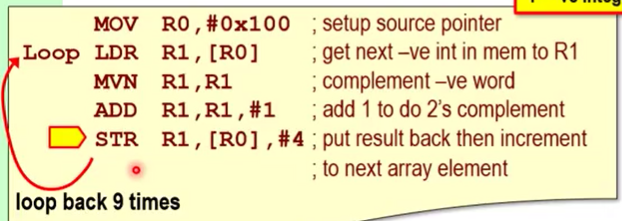 +ve integ
MOV R0,#0x100 ; setup source pointer
Loop LDR R1,[R0] ; get next –ve int in mem to R1
MVN R1,R1 ; complement –ve word
ADD R1,R1,#1 ; add 1 to do 2's complement
STR R1,[R0],#4 ; put result back then increment
; to next array element
loop back 9 times